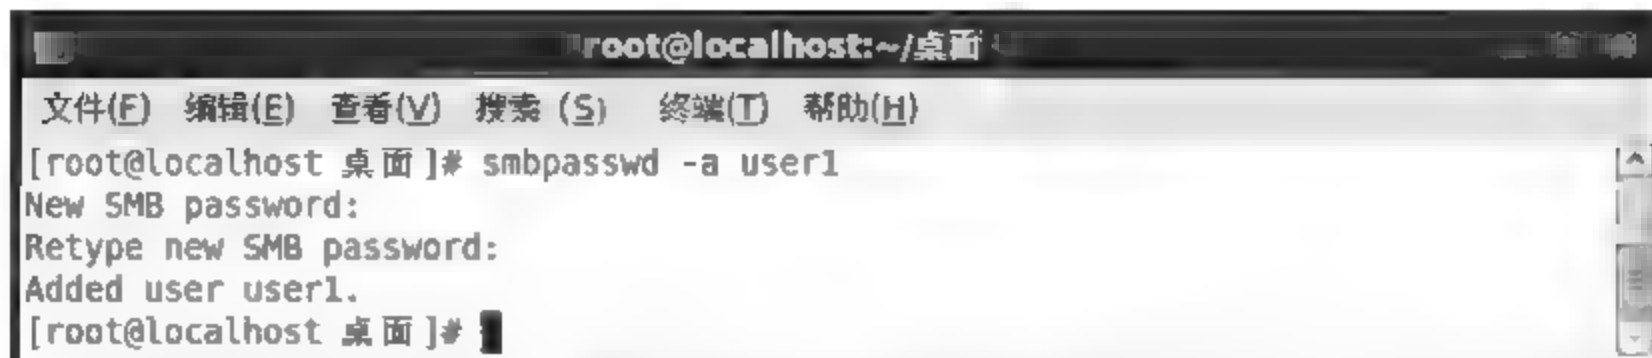 root@localhost:~/桌面
文件(F) 编辑(E) 查看(V) 搜索 (S) 终端(T) 帮助(H)
[root@localhost 桌面]# smbpasswd -a user1
New SMB password:
Retype new SMB password:
Added user user1.
[root@localhost 桌面]#